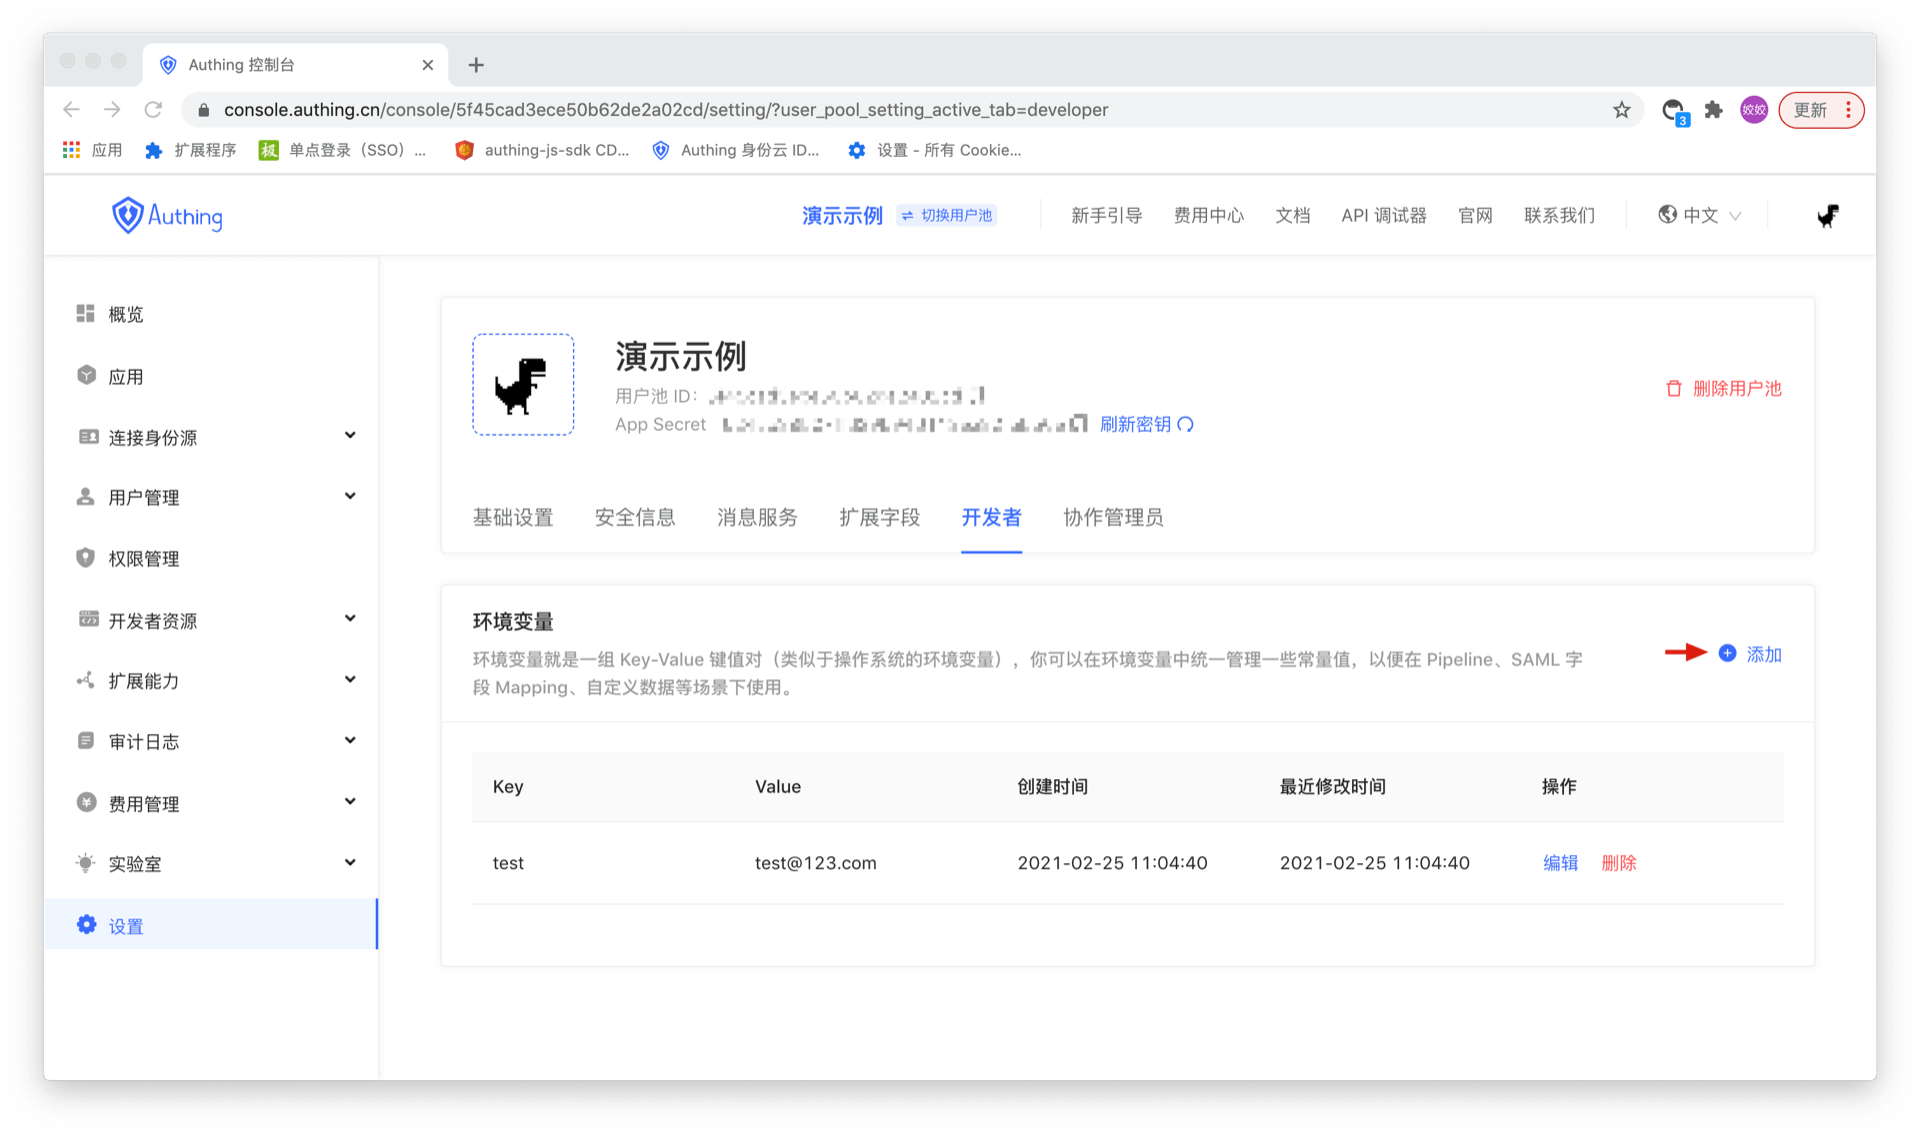 Authing 控制台
console.authing.cn/console/5f45cad3ece50b62de2a02cd/setting/?user_pool_setting_active_tab=developer
3
姣姣
更新
应用
扩展程序
极
单点登录（SSO）...
authing-js-sdk CD...
Authing 身份云 ID...
设置 - 所有 Cookie...
Authing
演示示例
切换用户池
新手引导
费用中心
文档
API 调试器
官网
联系我们
中文
概览
应用
连接身份源
用户管理
权限管理
开发者资源
扩展能力
审计日志
费用管理
实验室
设置
演示示例
用户池 ID：
App Secret
刷新密钥
删除用户池
基础设置
安全信息
消息服务
扩展字段
开发者
协作管理员
环境变量
环境变量就是一组 Key-Value 键值对（类似于操作系统的环境变量），你可以在环境变量中统一管理一些常量值，以便在 Pipeline、SAML 字
段 Mapping、自定义数据等场景下使用。
添加
Key Value 创建时间 最近修改时间 操作
test test@123.com 2021-02-25 11:04:40 2021-02-25 11:04:40 编辑 删除